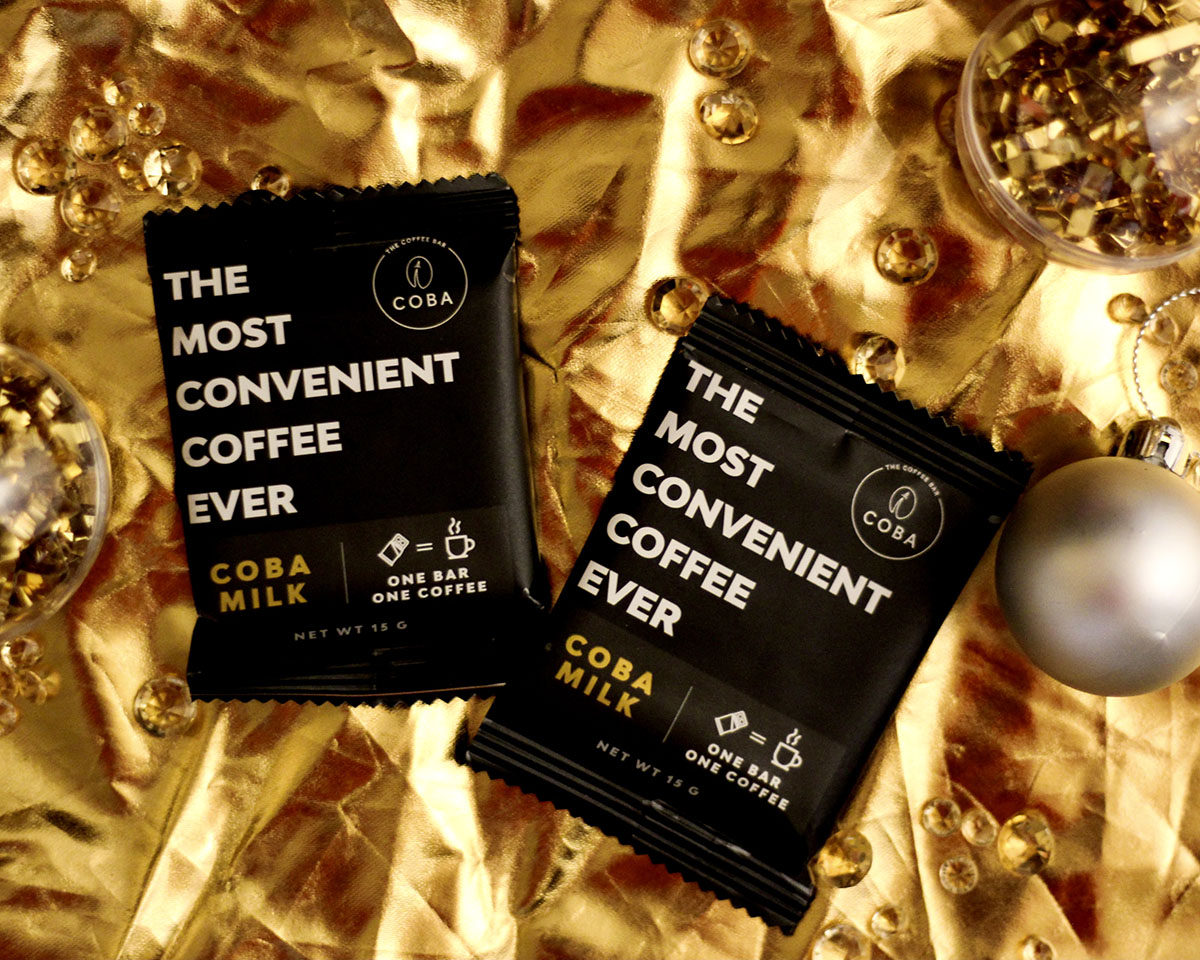 THE COFFEE BAR
COBA
THE
MOST
CONVENIENT
COFFEE
EVER
COBA
MILK
=
ONE BAR
ONE COFFEE
NET WT 15 G
THE COFFEE BAR
COBA
THE
MOST
CONVENIENT
COFFEE
EVER
COBA
MILK
=
ONE BAR
ONE COFFEE
NET WT 15 G